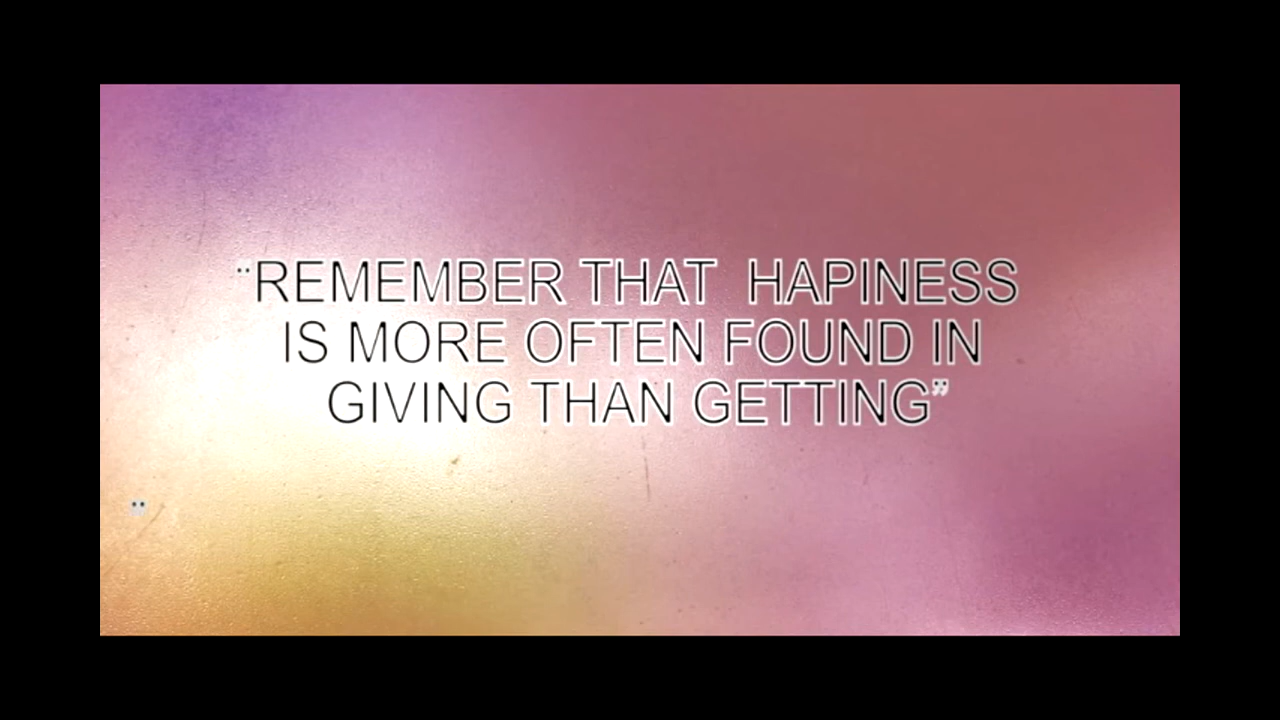 ¨REMEMBER THAT  HAPINESS
IS MORE OFTEN FOUND IN
GIVING THAN GETTING”
¨